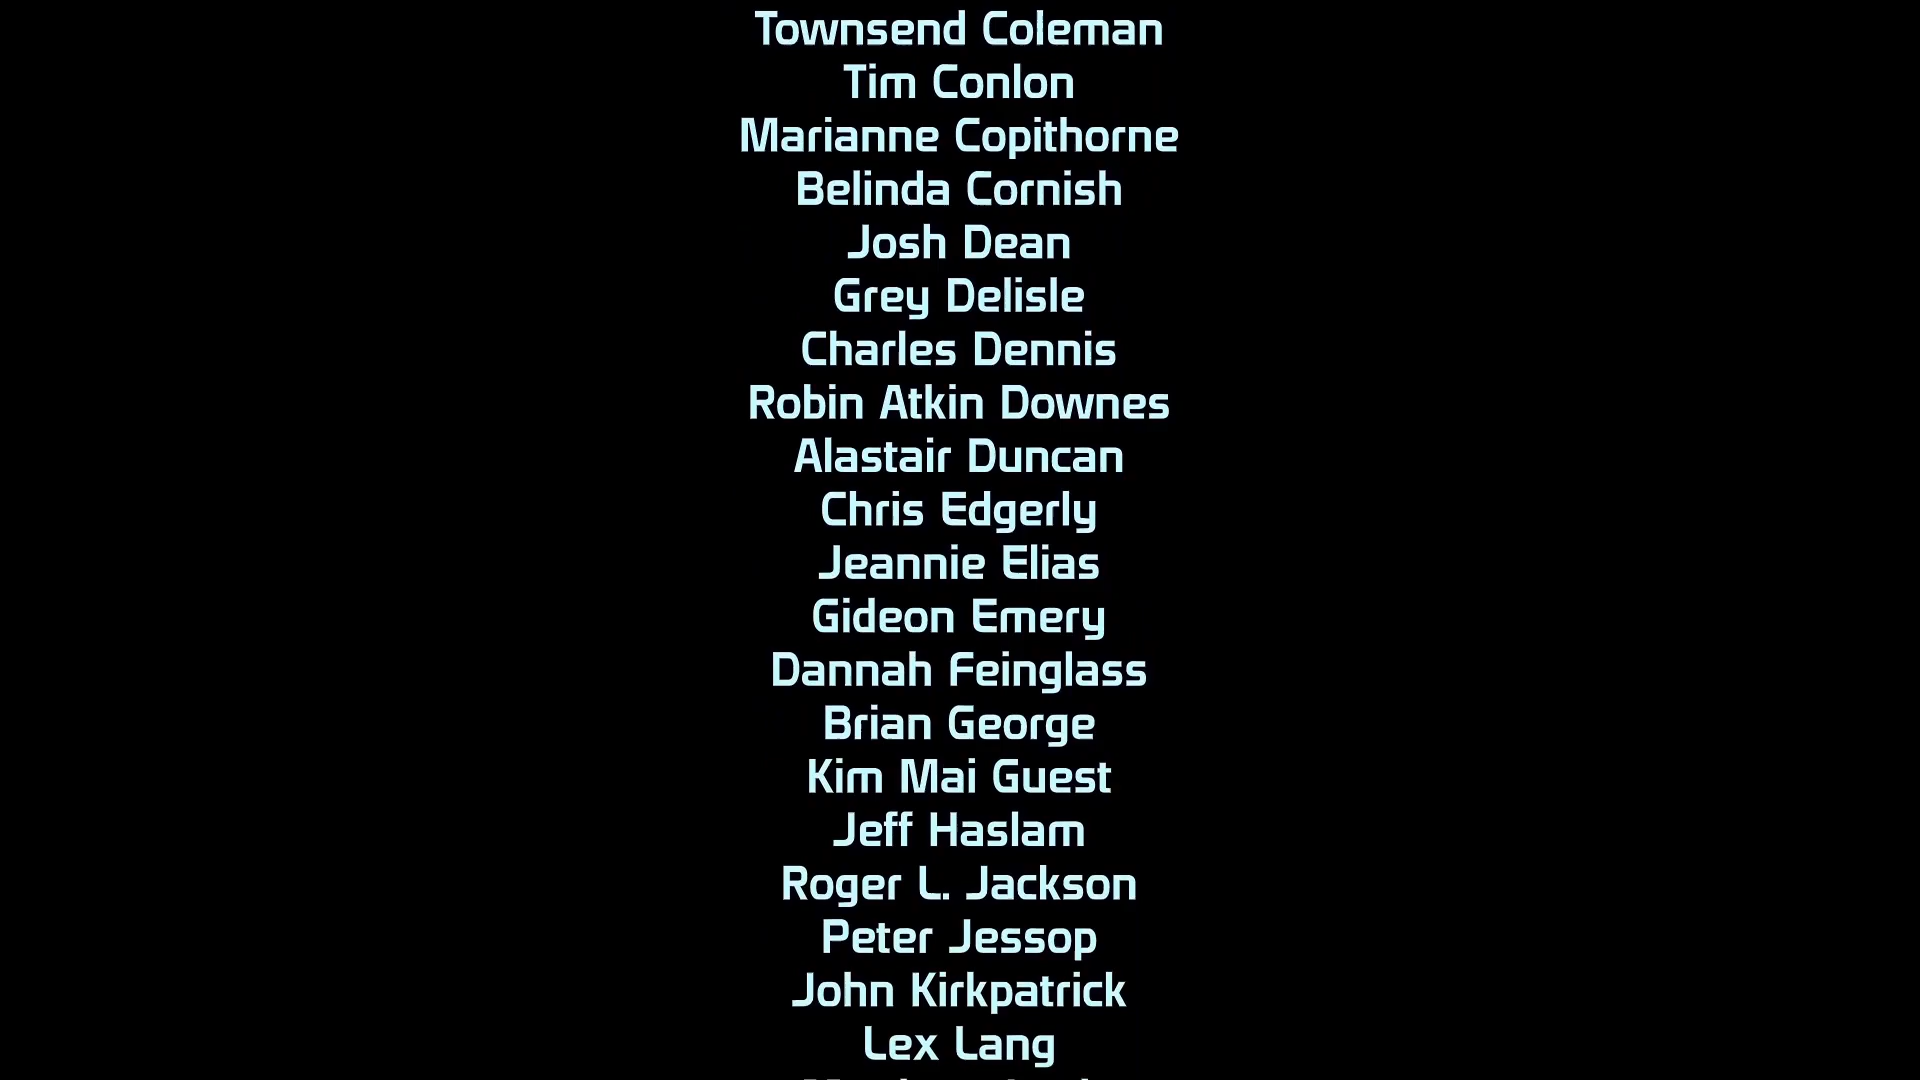 Townsend Coleman
Tim Conlon
Marianne Copithorne
Belinda Cornish
Josh Dean
Grey Delisle
Charles Dennis
Robin Atkin Downes
Alastair Duncan
Chris Edgerly
Jeannie Elias
Gideon Emery
Dannah Feinglass
Brian George
Kim Mai Guest
Jeff Haslam
Roger L. Jackson
Peter Jessop
John Kirkpatrick
Lex Lang